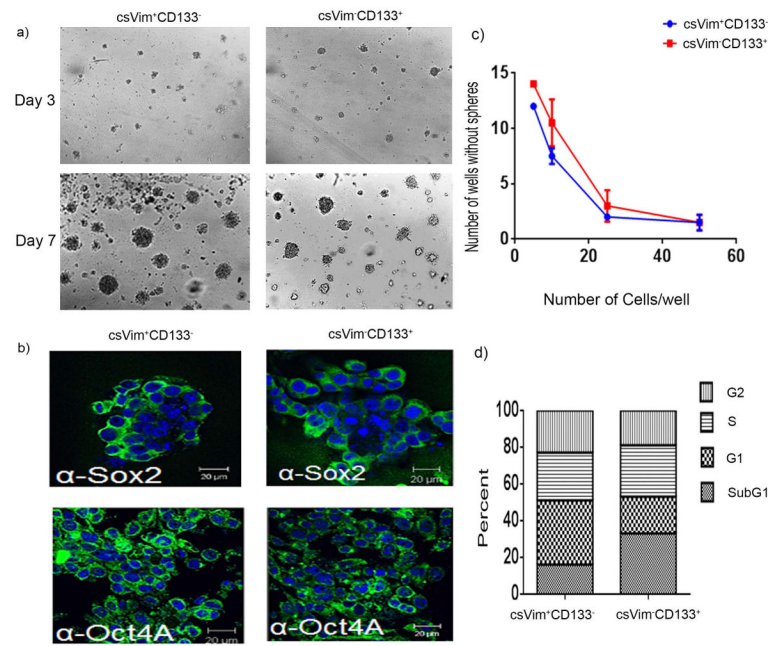 a)
csVim⁺CD133⁻
csVim⁻CD133⁺
Day 3
Day 7
c)
csVim⁺CD133⁻
csVim⁻CD133⁺
Number of wells without spheres
15
10
5
0
0 20 40 60
Number of Cells/well
b)
csVim⁺CD133⁻
csVim⁻CD133⁺
α-Sox2
20 µm
α-Sox2
20 µm
α-Oct4A
20 µm
α-Oct4A
20 µm
d)
Percent
100
80
60
40
20
0
csVim⁺CD133⁻
csVim⁻CD133⁺
G2
S
G1
SubG1